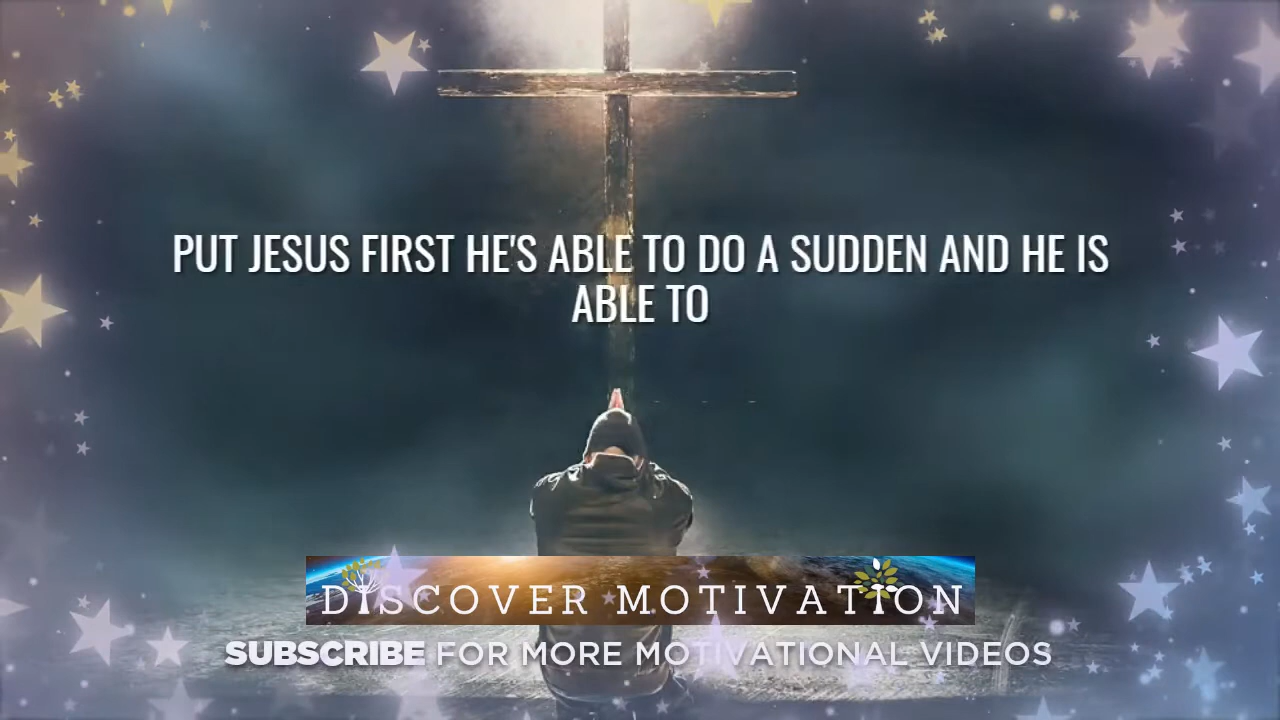 PUT JESUS FIRST HE'S ABLE TO DO A SUDDEN AND HE IS
ABLE TO
DISCOVER MOTIVATION
SUBSCRIBE FOR MORE MOTIVATIONAL VIDEOS